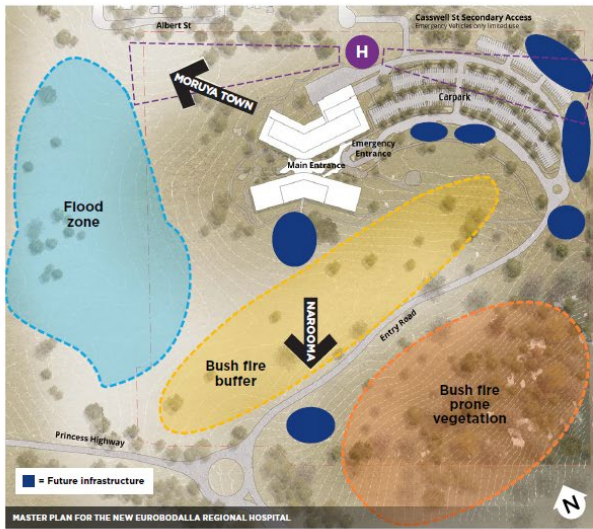 Albert St
Casswell St Secondary Access
Emergency Vehicles only limited use
H
MORUYA TOWN
Carpark
Emergency
Entrance
Main Entrance
Flood
zone
NAROOMA
Entry Road
Bush fire
buffer
Bush fire
prone
vegetation
Princess Highway
= Future infrastructure
N
MASTER PLAN FOR THE NEW EUROBODALLA REGIONAL HOSPITAL